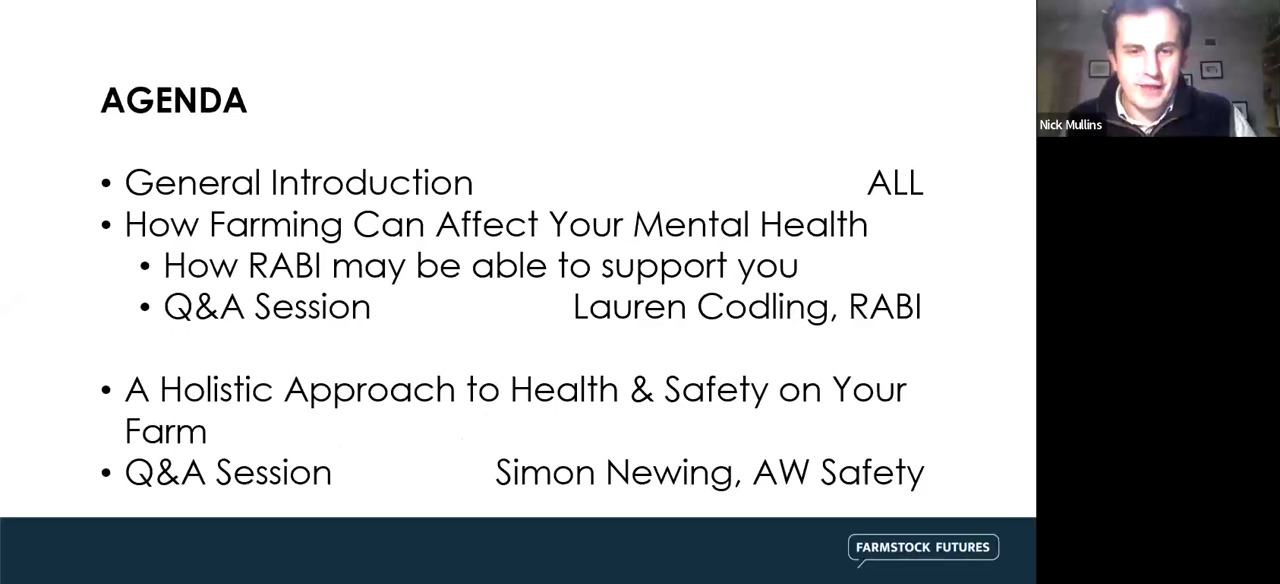 AGENDA
• General Introduction ALL
• How Farming Can Affect Your Mental Health
• How RABI may be able to support you
• Q&A Session Lauren Codling, RABI
• A Holistic Approach to Health & Safety on Your
Farm
• Q&A Session Simon Newing, AW Safety
FARMSTOCK FUTURES
Nick Mullins